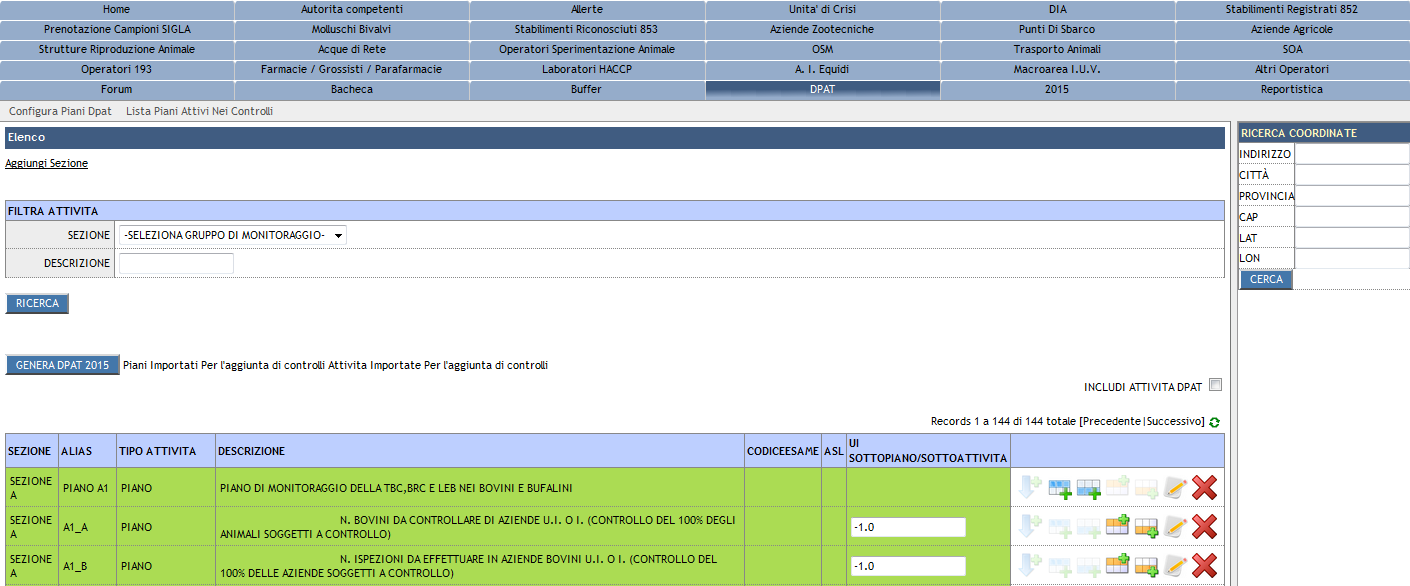 Home Autorita competenti Allerte Unita' di Crisi DIA Stabilimenti Registrati 852
Prenotazione Campioni SIGLA Molluschi Bivalvi Stabilimenti Riconosciuti 853 Aziende Zootecniche Punti Di Sbarco Aziende Agricole
Strutture Riproduzione Animale Acque di Rete Operatori Sperimentazione Animale OSM Trasporto Animali SOA
Operatori 193 Farmacie / Grossisti / Parafarmacie Laboratori HACCP A. I. Equidi Macroarea I.U.V. Altri Operatori
Forum Bacheca Buffer DPAT 2015 Reportistica
Configura Piani Dpat Lista Piani Attivi Nei Controlli
Elenco
Aggiungi Sezione
FILTRA ATTIVITA
SEZIONE -SELEZIONA GRUPPO DI MONITORAGGIO-
DESCRIZIONE
RICERCA
GENERA DPAT 2015 Piani Importati Per l'aggiunta di controlli Attivita Importate Per l'aggiunta di controlli
INCLUDI ATTIVITA DPAT
Records 1 a 144 di 144 totale [Precedente|Successivo]
SEZIONE ALIAS TIPO ATTIVITA DESCRIZIONE CODICEESAME ASL UI
SOTTOPIANO/SOTTOATTIVITA
SEZIONE
A PIANO A1 PIANO PIANO DI MONITORAGGIO DELLA TBC,BRC E LEB NEI BOVINI E BUFALINI
SEZIONE
A A1_A PIANO N. BOVINI DA CONTROLLARE DI AZIENDE U.I. O I. (CONTROLLO DEL 100% DEGLI
ANIMALI SOGGETTI A CONTROLLO) -1.0
SEZIONE
A A1_B PIANO N. ISPEZIONI DA EFFETTUARE IN AZIENDE BOVINI U.I. O I. (CONTROLLO DEL
100% DELLE AZIENDE SOGGETTI A CONTROLLO) -1.0
RICERCA COORDINATE
INDIRIZZO
CITTÀ
PROVINCIA
CAP
LAT
LON
CERCA